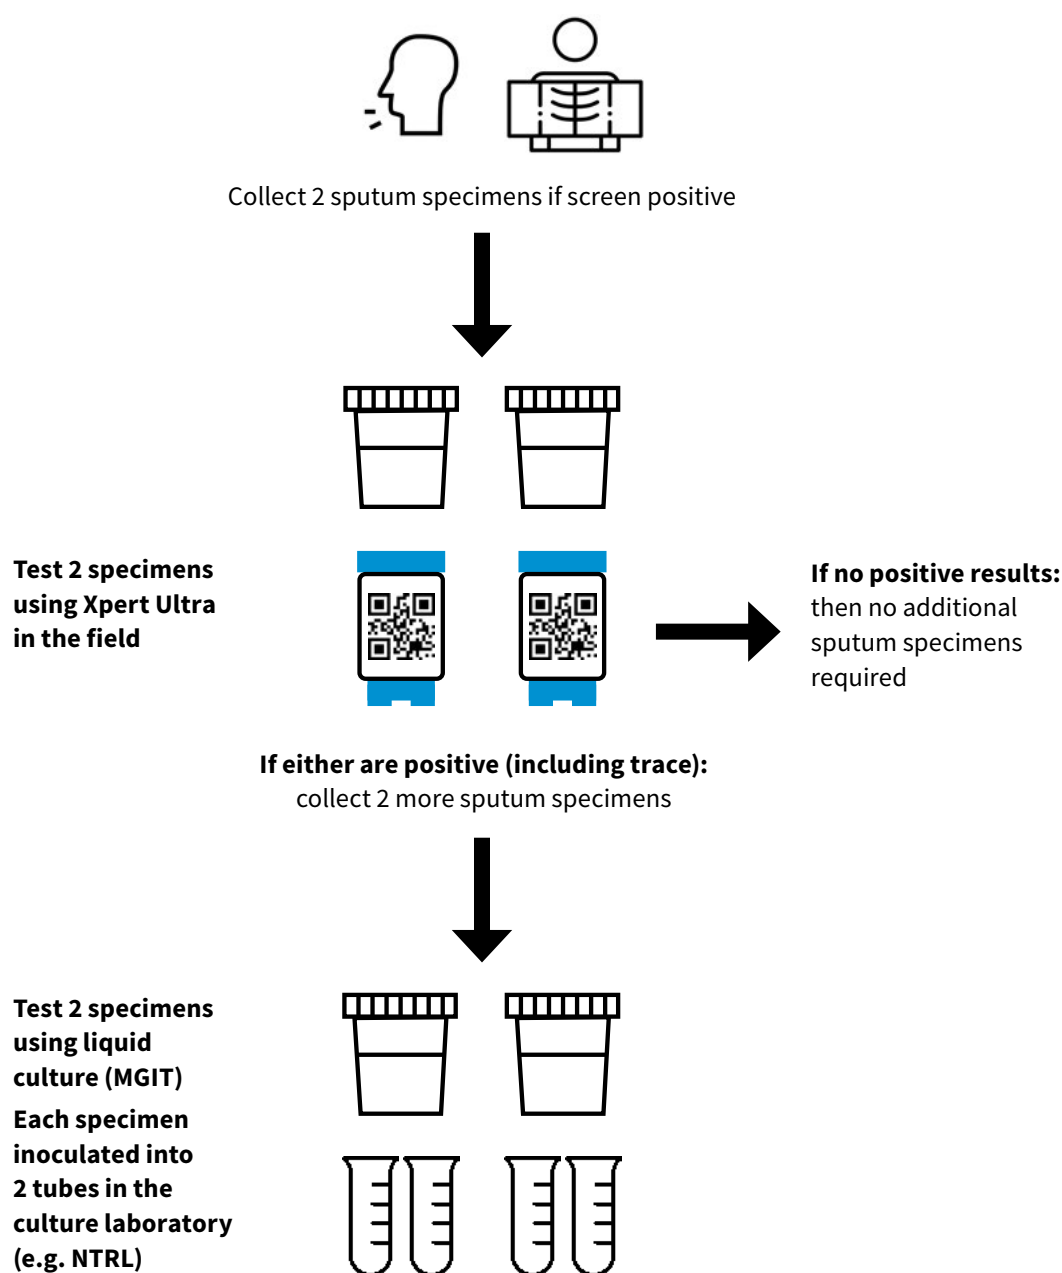 Collect 2 sputum specimens if screen positive
Test 2 specimens
using Xpert Ultra
in the field
If no positive results:
then no additional
sputum specimens
required
If either are positive (including trace):
collect 2 more sputum specimens
Test 2 specimens
using liquid
culture (MGIT)
Each specimen
inoculated into
2 tubes in the
culture laboratory
(e.g. NTRL)